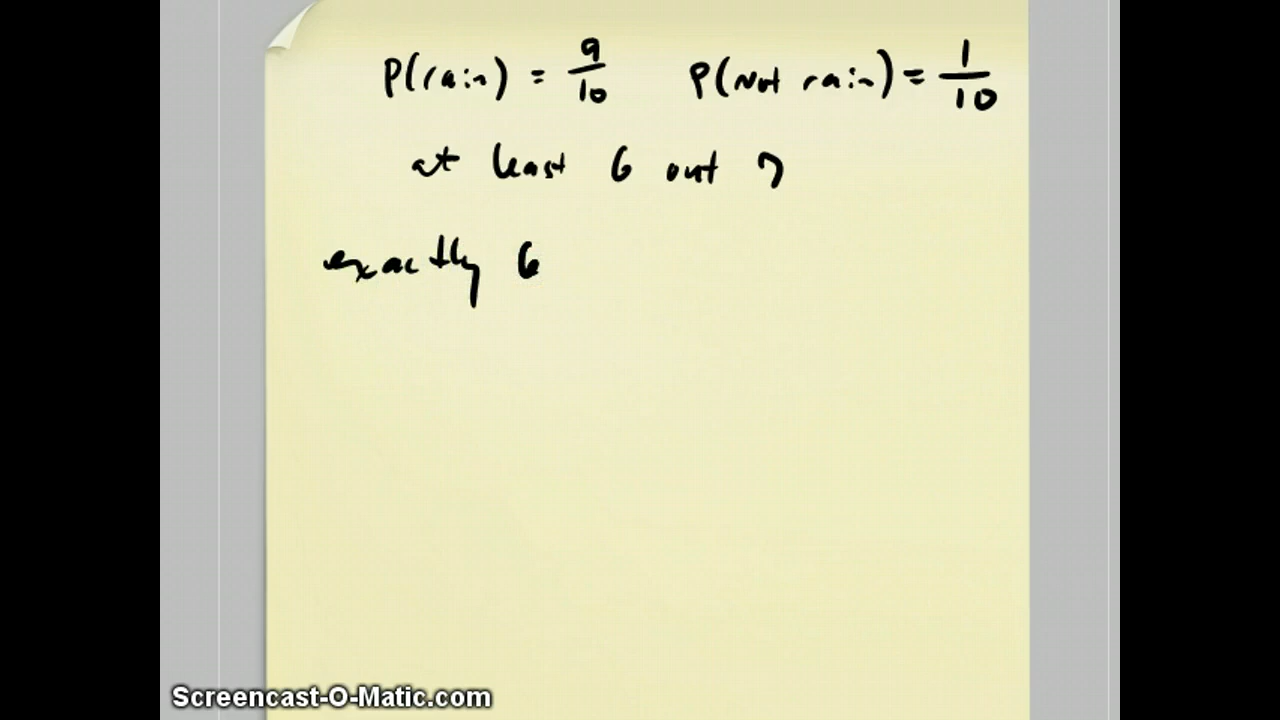 P(rain) = 9/10 P(Not rain) = 1/10
at least 6 out 7
exactly 6
Screencast-O-Matic.com